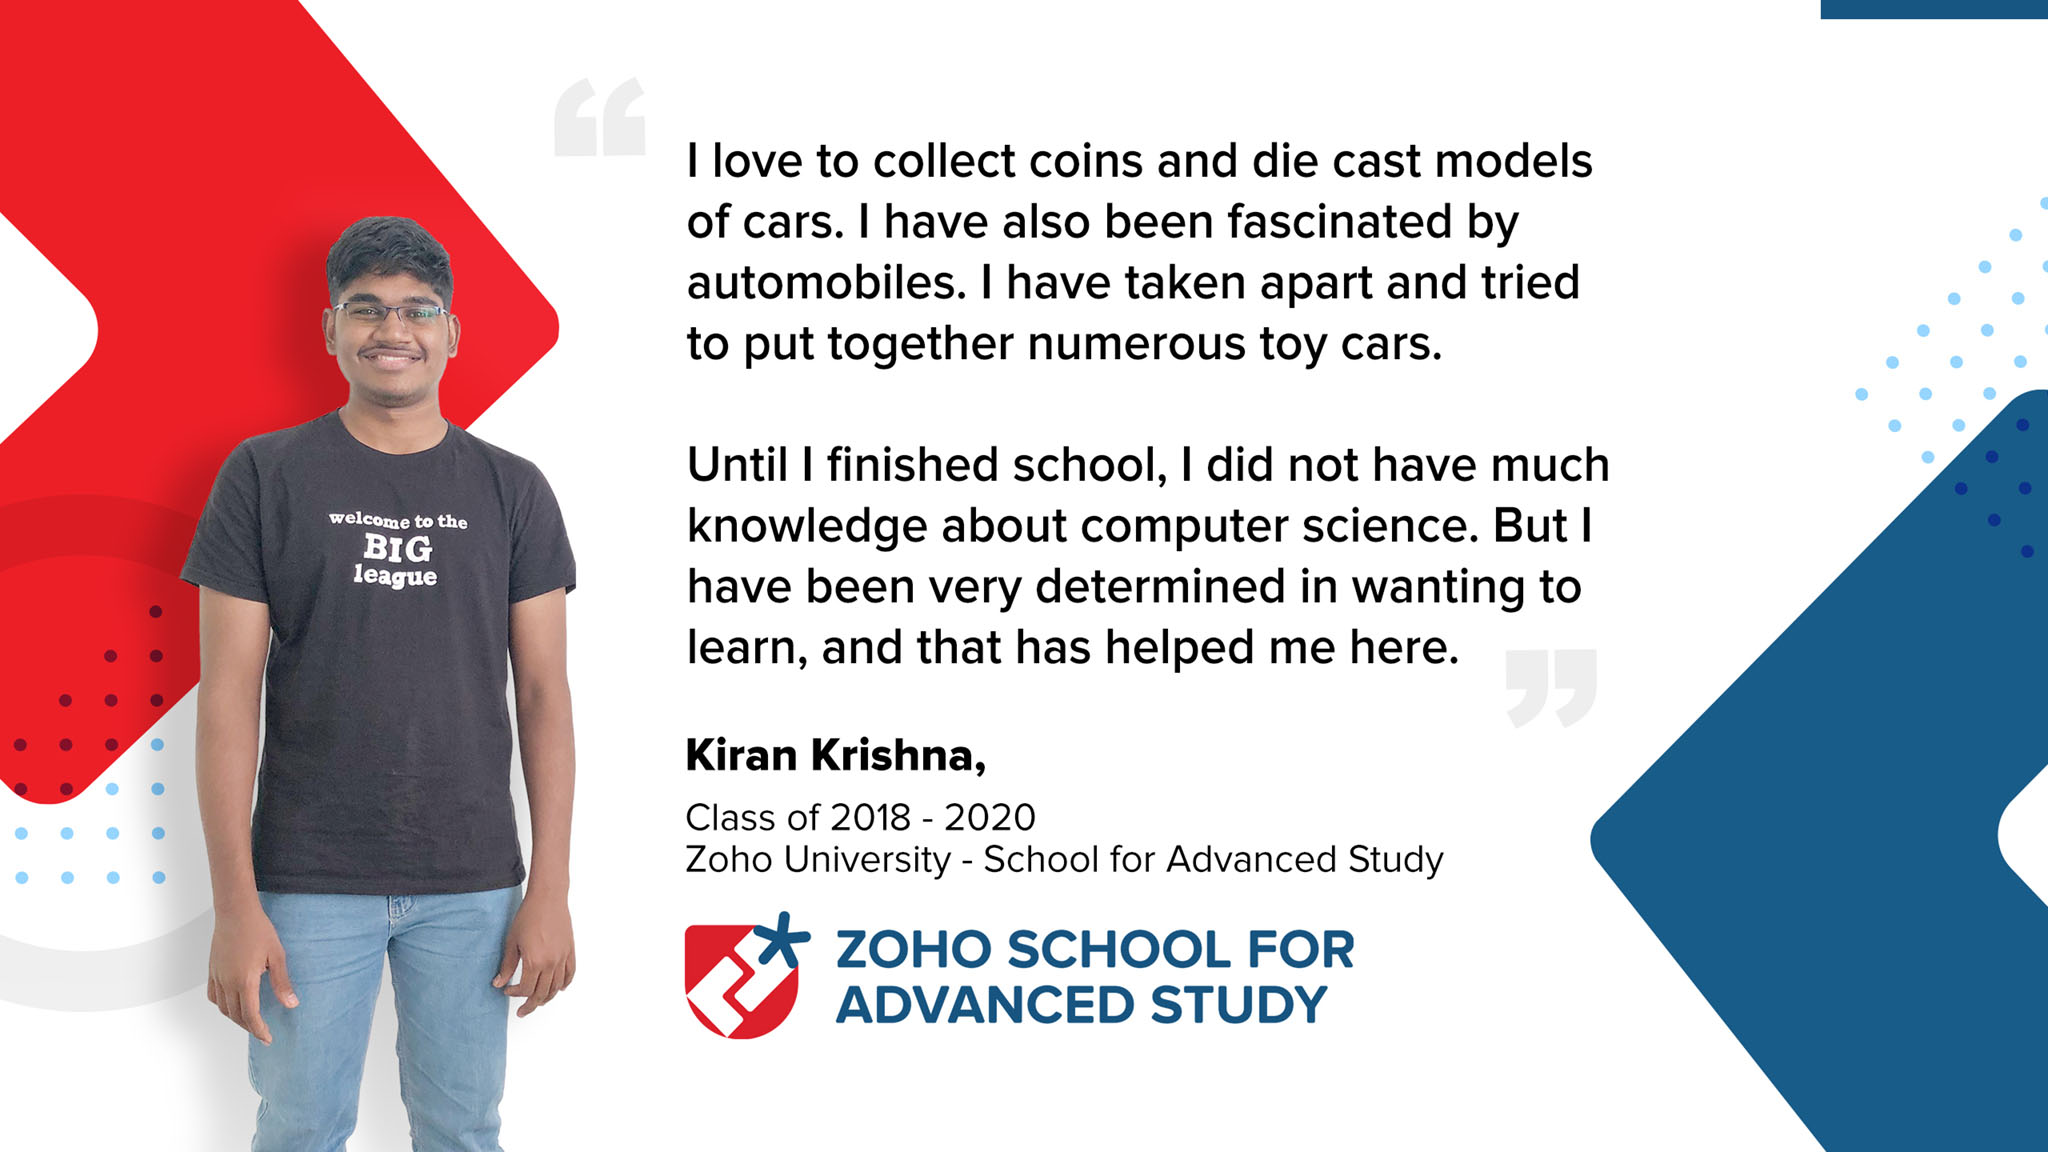 I love to collect coins and die cast models
of cars. I have also been fascinated by
automobiles. I have taken apart and tried
to put together numerous toy cars.
Until I finished school, I did not have much
knowledge about computer science. But I
have been very determined in wanting to
learn, and that has helped me here.
Kiran Krishna,
Class of 2018 - 2020
Zoho University - School for Advanced Study
ZOHO SCHOOL FOR
ADVANCED STUDY
welcome to the
BIG
league